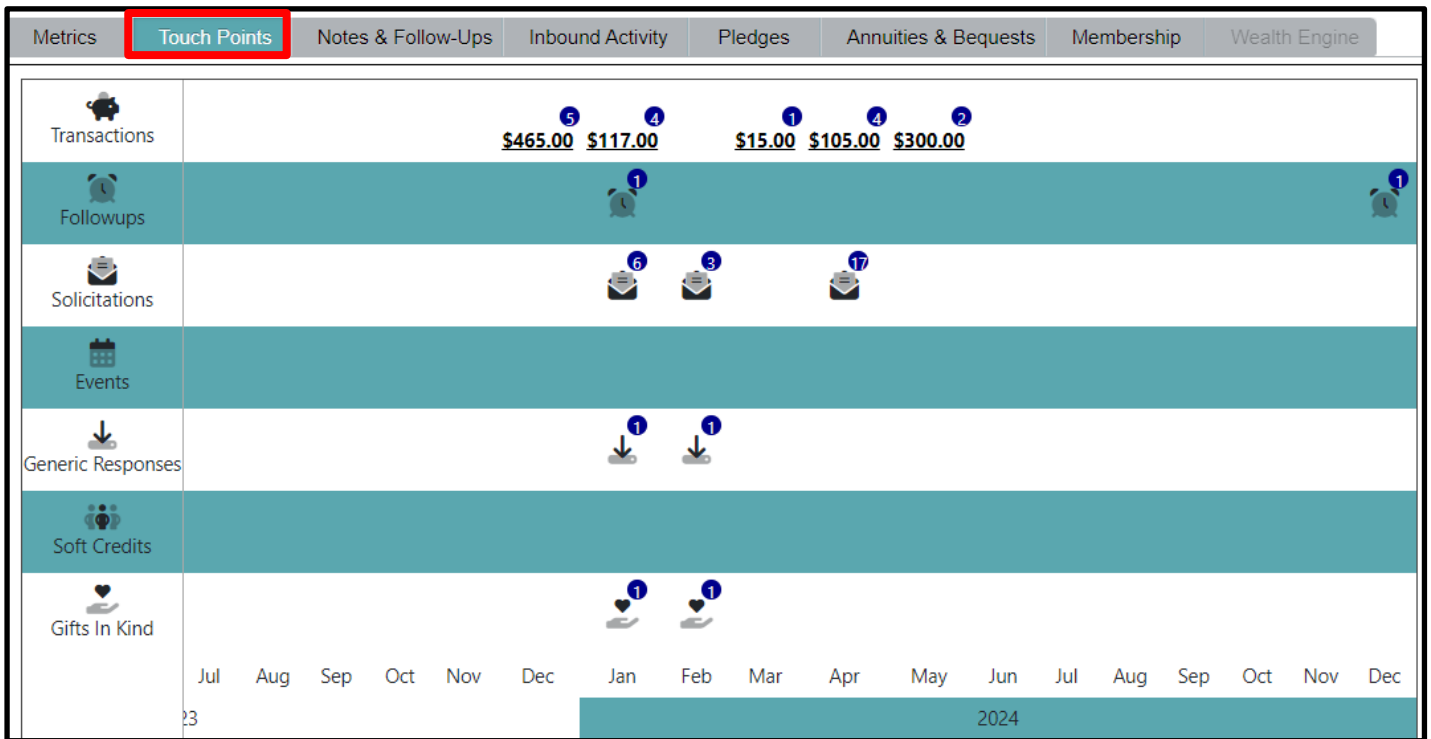 Metrics Touch Points Notes & Follow-Ups Inbound Activity Pledges Annuities & Bequests Membership Wealth Engine
5 4 1 4 2
Transactions $465.00 $117.00 $15.00 $105.00 $300.00
1 1
Followups
6 3 17
Solicitations
Events
1 1
Generic Responses
Soft Credits
1 1
Gifts In Kind
Jul Aug Sep Oct Nov Dec Jan Feb Mar Apr May Jun Jul Aug Sep Oct Nov Dec
23 2024